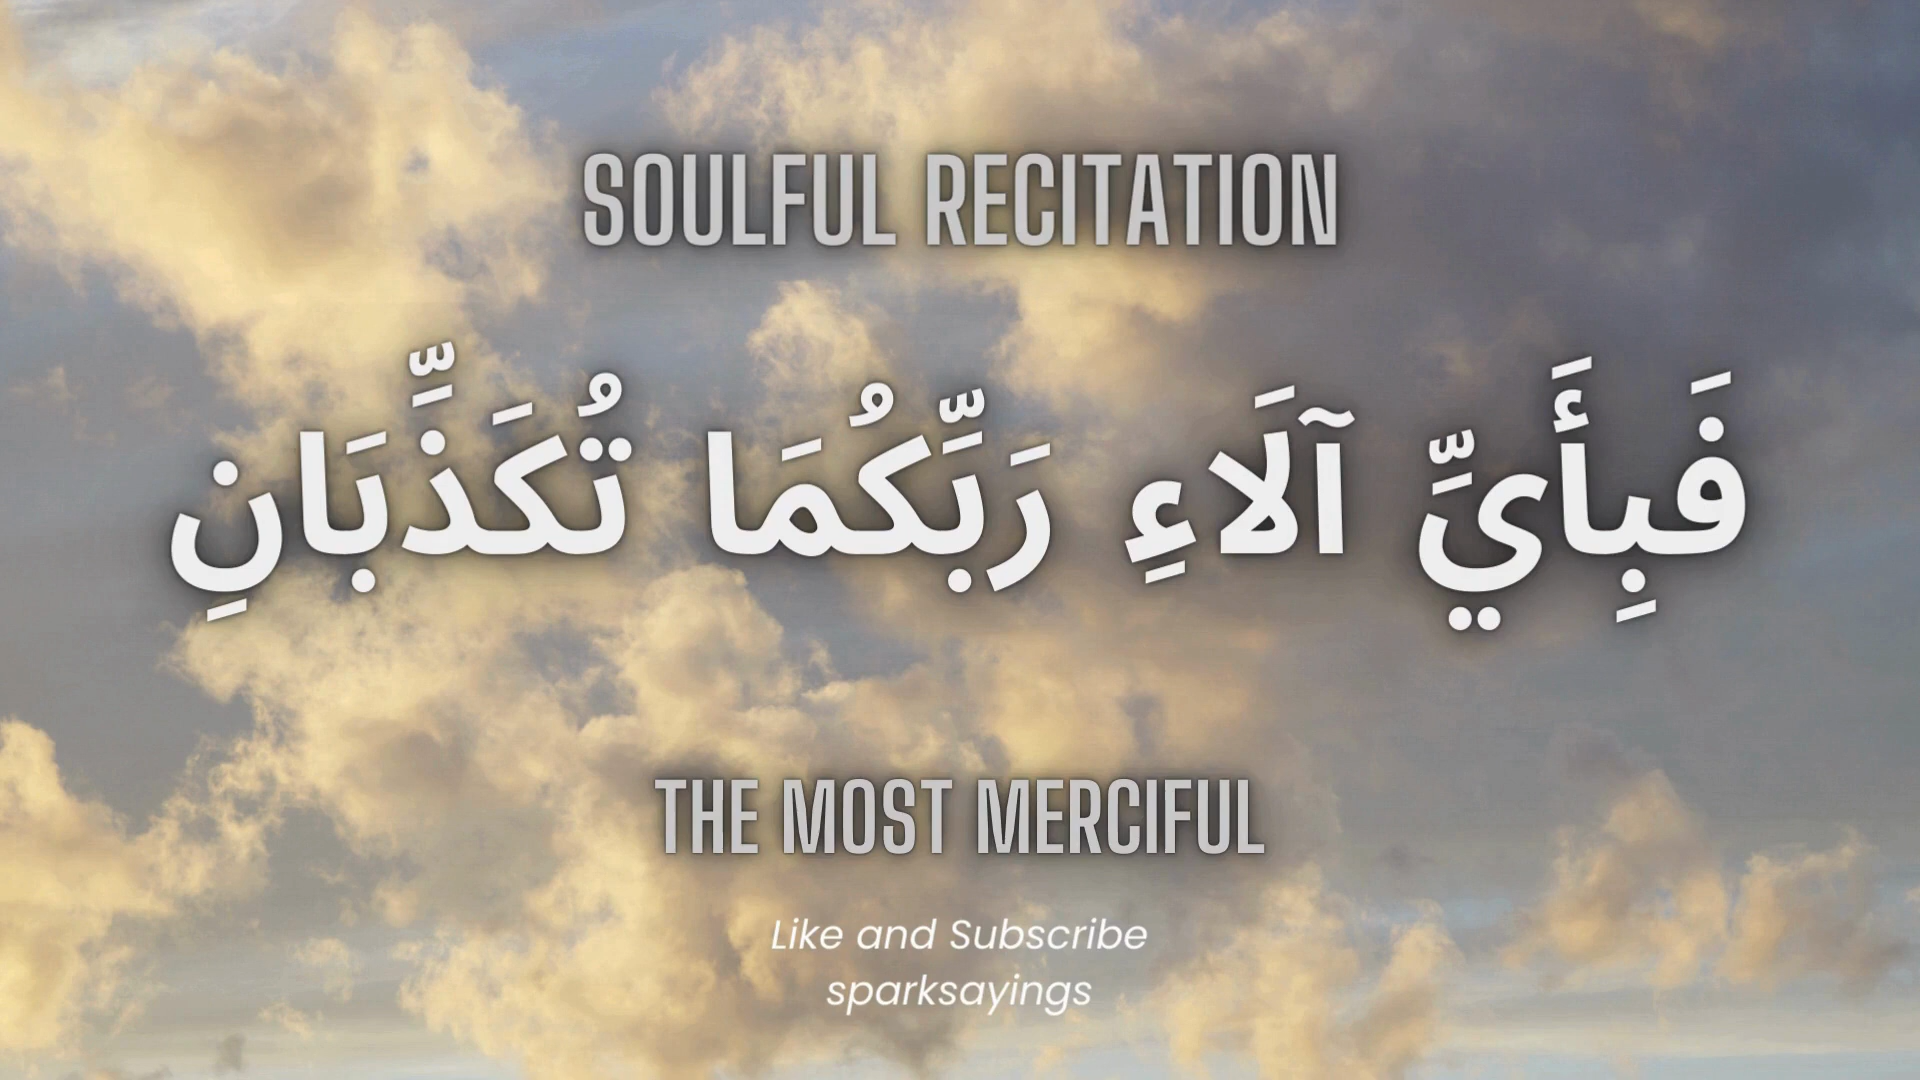 SOULFUL RECITATION
فَبِأَيِّ آلَاءِ رَبِّكُمَا تُكَذِّبَانِ
THE MOST MERCIFUL
Like and Subscribe
sparksayings